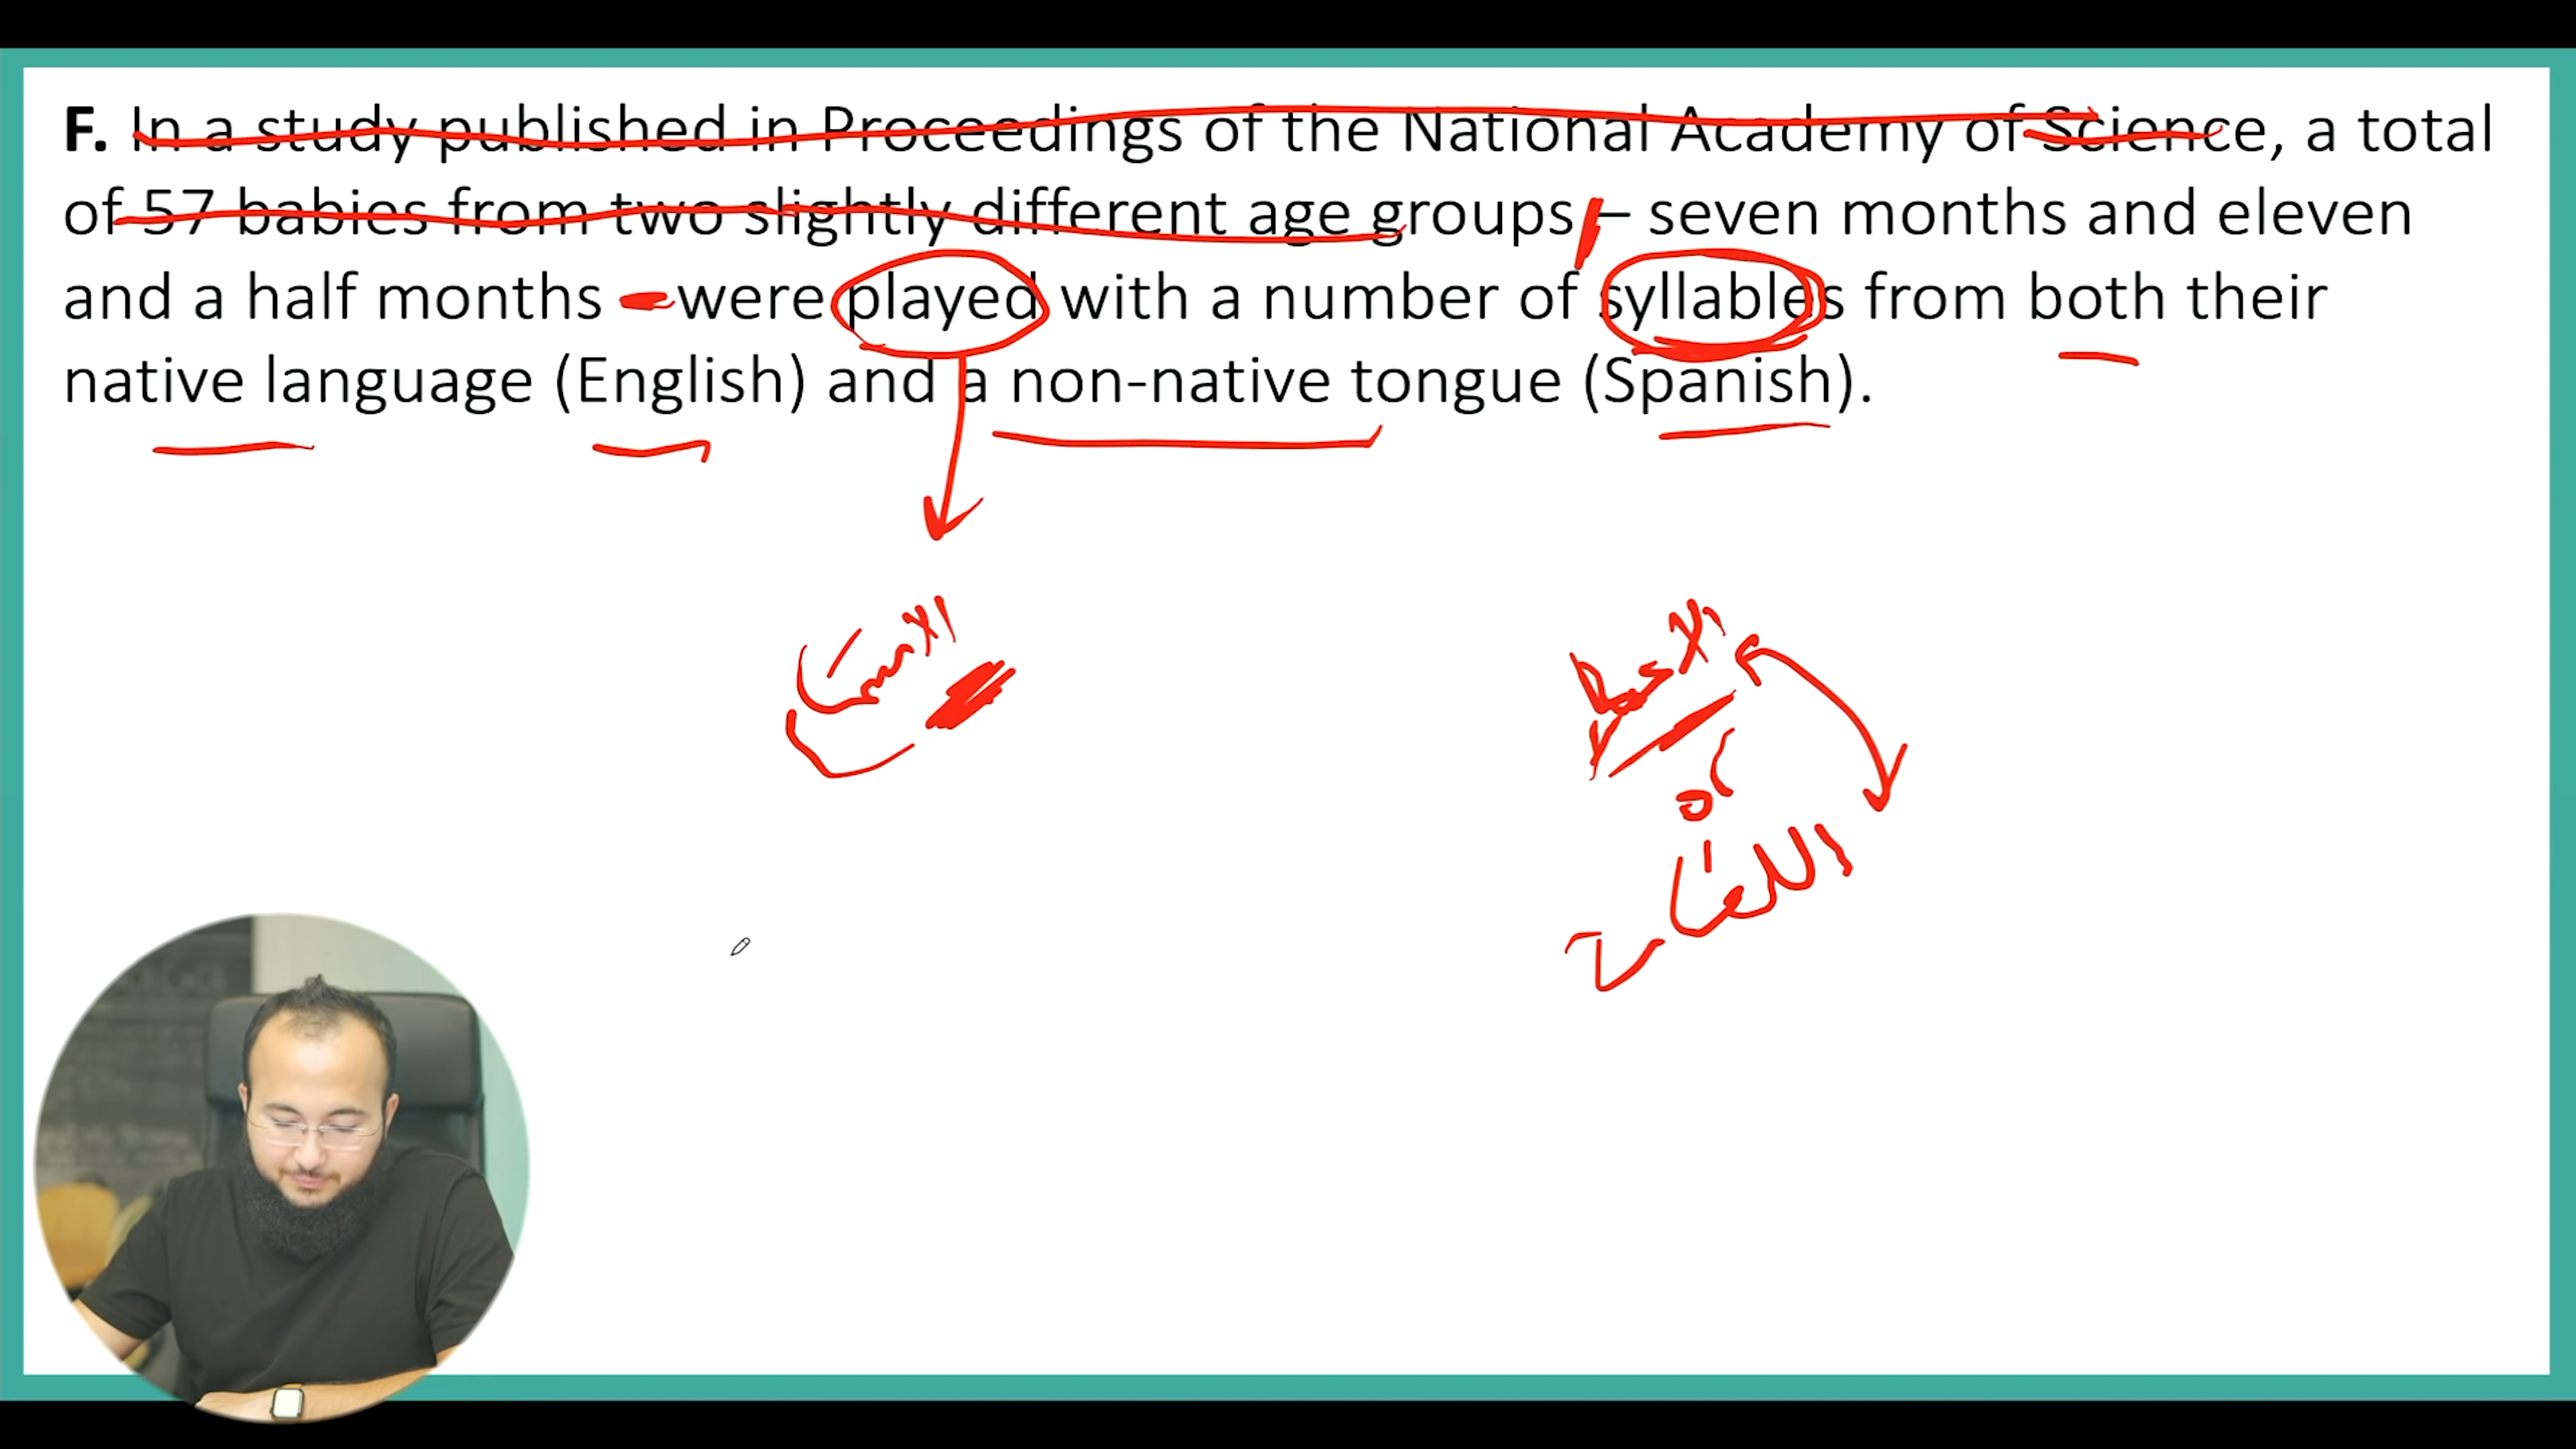 F. In a study published in Proceedings of the National Academy of Science, a total
of 57 babies from two slightly different age groups – seven months and eleven
and a half months – were played with a number of syllables from both their
native language (English) and a non-native tongue (Spanish).
or